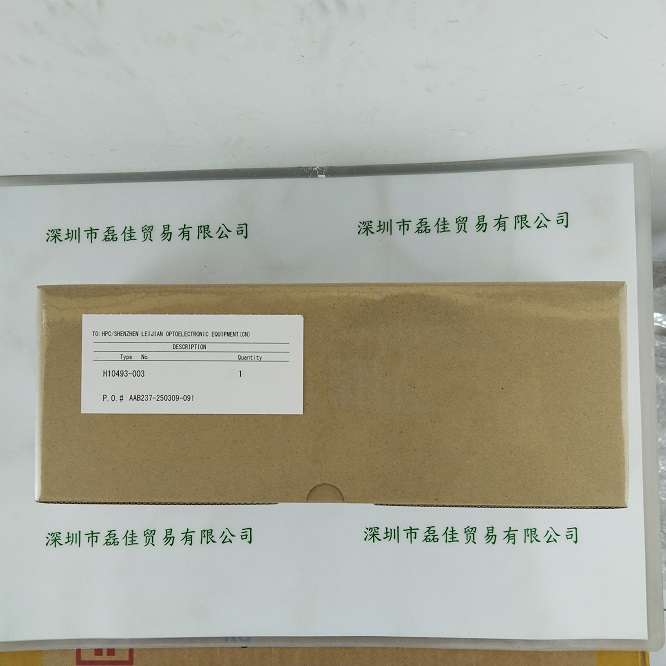 深圳市磊佳贸易有限公司
深圳市磊佳贸易有限公司
TO:HPC/SHENZHEN LEIJIAN OPTOELECTRONIC EQUIPMENT(CN)
DESCRIPTION
Type No. Quantity
H10493-003 1
P.O.# AAB237-250309-091
深圳市磊佳贸易有限公司
深圳市磊佳贸易有限公司